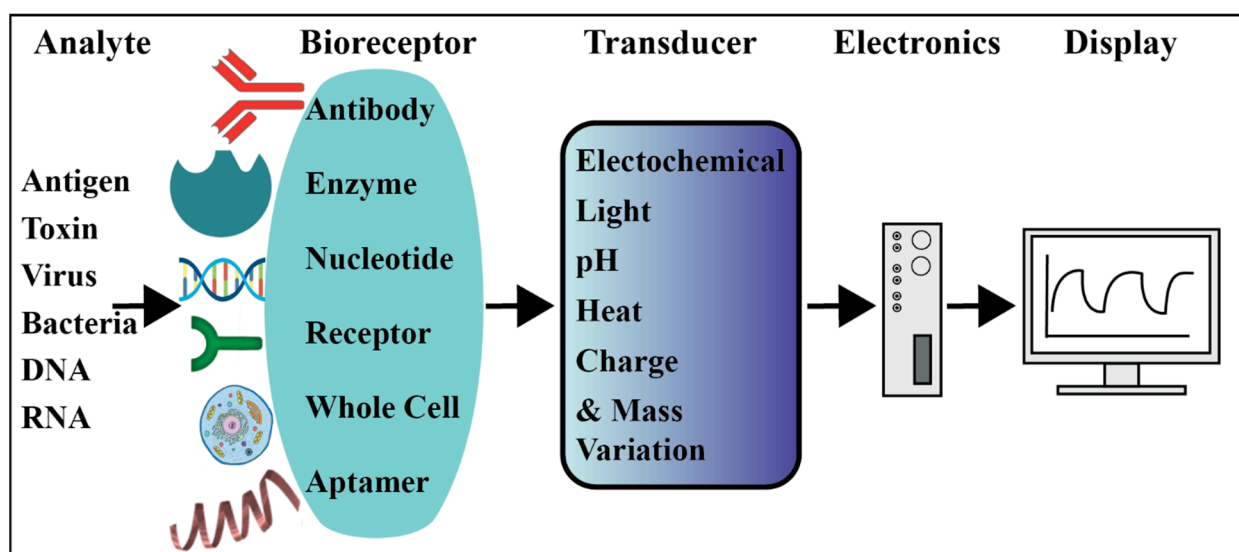 Analyte
Bioreceptor
Transducer
Electronics
Display
Antigen
Toxin
Virus
Bacteria
DNA
RNA
Antibody
Enzyme
Nucleotide
Receptor
Whole Cell
Aptamer
Electochemical
Light
pH
Heat
Charge
& Mass
Variation